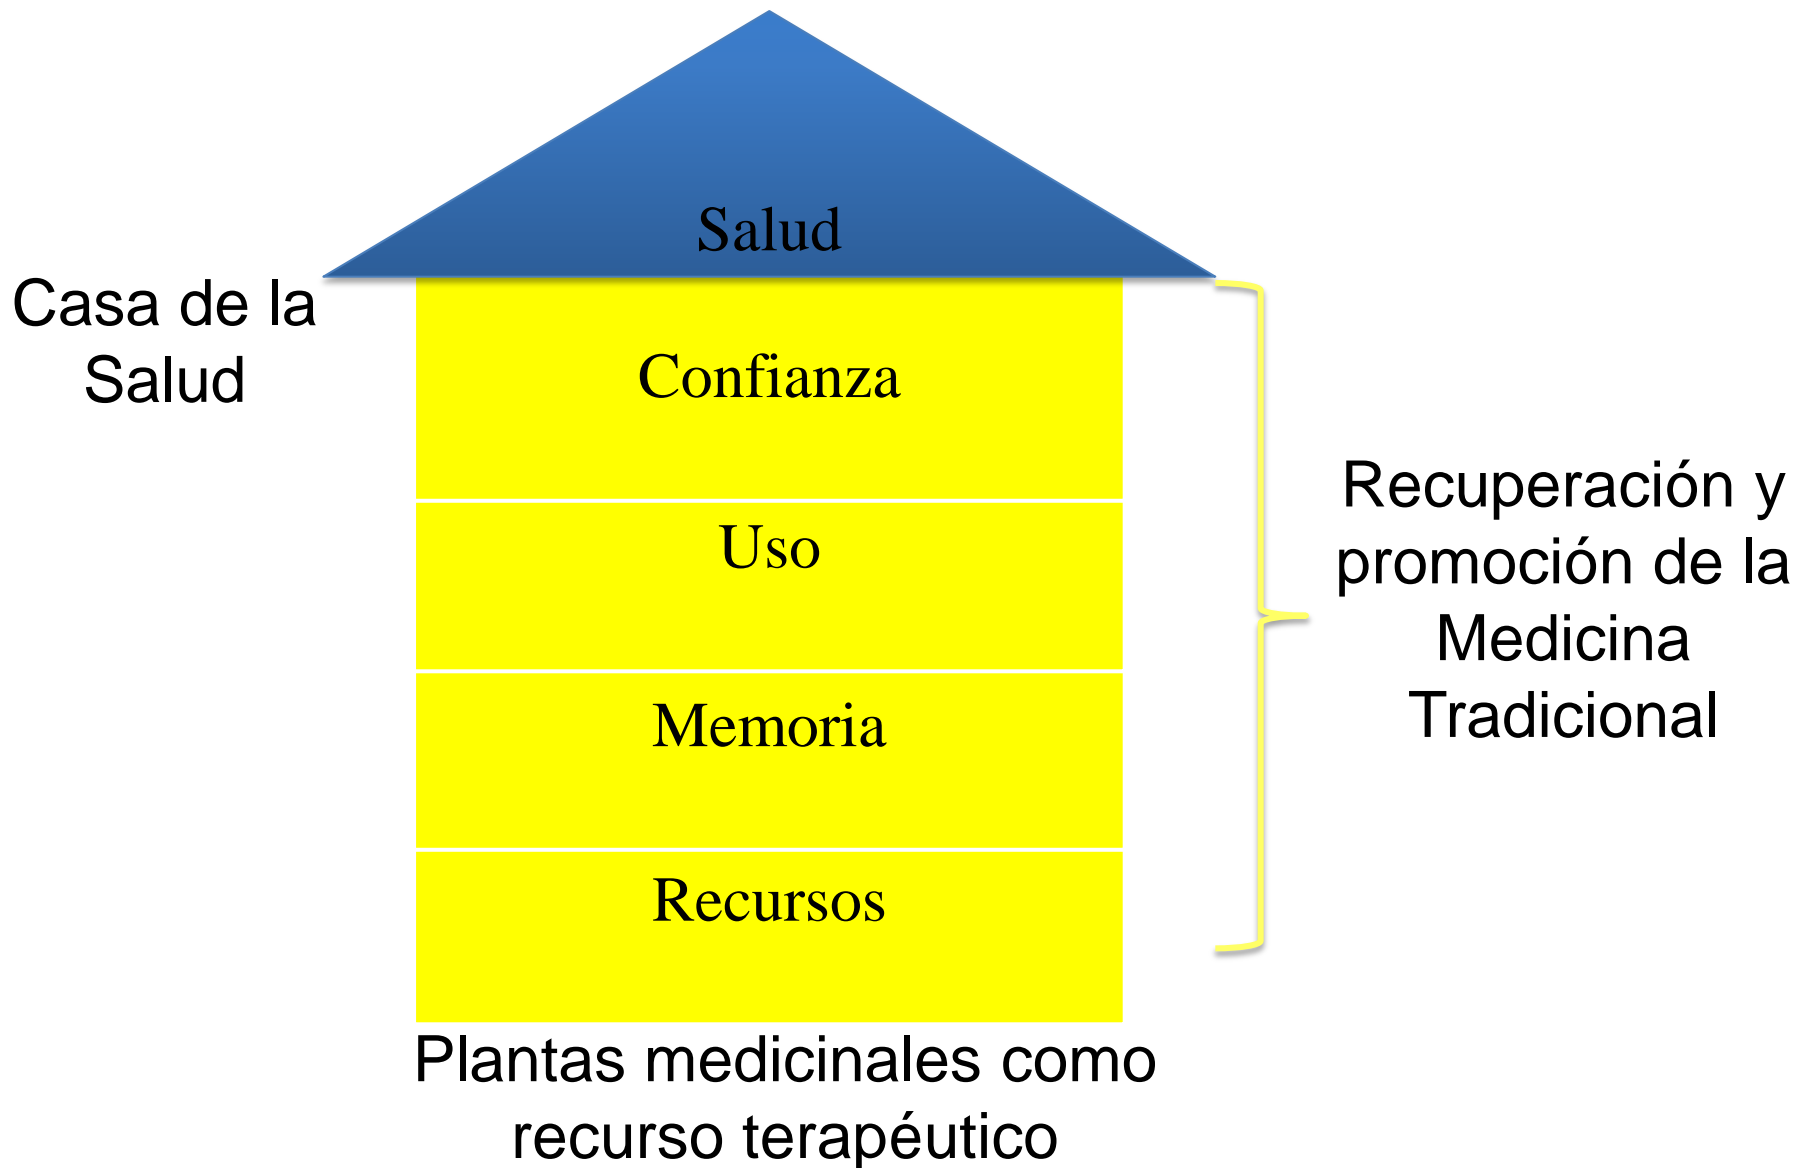 Salud
Casa de la
Salud
Confianza
Uso
Memoria
Recursos
Recuperación y
promoción de la
Medicina
Tradicional
Plantas medicinales como
recurso terapéutico